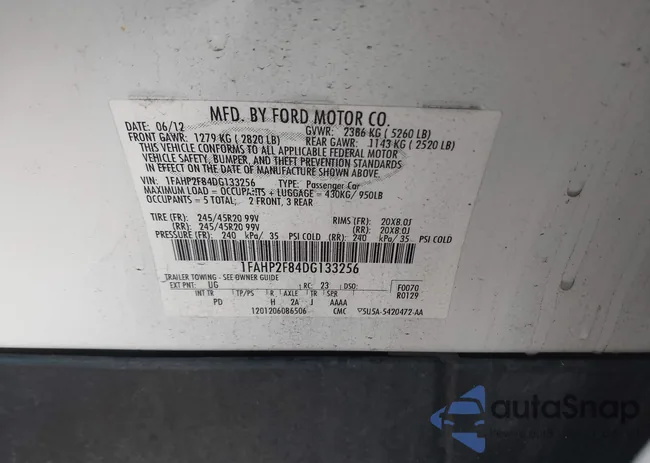 MFD. BY FORD MOTOR CO.
DATE: 06/12 GVWR: 2386 KG ( 5260 LB)
FRONT GAWR: 1279 KG ( 2820 LB) REAR GAWR: 1143 KG ( 2520 LB)
THIS VEHICLE CONFORMS TO ALL APPLICABLE FEDERAL MOTOR
VEHICLE SAFETY, BUMPER, AND THEFT PREVENTION STANDARDS
IN EFFECT ON THE DATE OF MANUFACTURE SHOWN ABOVE.
VIN: 1FAHP2F84DG133256 TYPE: Passenger Car
MAXIMUM LOAD = OCCUPANTS + LUGGAGE = 430KG/ 950LB
OCCUPANTS = 5 TOTAL; 2 FRONT, 3 REAR
TIRE (FR): 245/45R20 99V RIMS (FR): 20X8.0J
(RR): 245/45R20 99V (RR): 20X8.0J
PRESSURE (FR): 240 kPa/ 35 PSI COLD (RR): 240 kPa/ 35 PSI COLD
1FAHP2F84DG133256
TRAILER TOWING - SEE OWNER GUIDE
EXT PNT: UG RC: 23 DSO: F0070
INT TR TP/PS R AXLE TR R0129
PD H 2A J AAAA
1201206086506 CMC
autoSnap